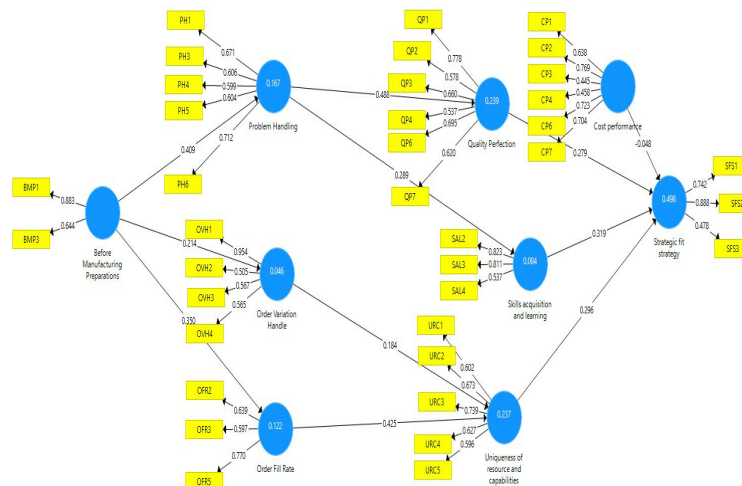 PH1
PH3
PH4
PH5
PH6
0.671
0.606
0.599
0.604
0.712
0.167
Problem Handling
QP1
QP2
QP3
QP4
QP6
QP7
0.778
0.578
0.660
0.537
0.695
0.620
0.239
Quality Perfection
CP1
CP2
CP3
CP4
CP6
CP7
0.638
0.769
0.445
0.458
0.723
0.704
Cost performance
0.488
0.409
0.289
-0.048
0.279
BMP1
BMP3
0.883
0.644
Before
Manufacturing
Preparations
0.214
0.350
OVH1
OVH2
OVH3
OVH4
0.954
0.505
0.567
0.565
0.046
Order Variation
Handle
SAL2
SAL3
SAL4
0.823
0.811
0.537
0.084
Skills acquisition
and learning
0.319
SFS1
SFS2
SFS3
0.742
0.888
0.478
0.498
Strategic fit
strategy
0.296
0.184
0.425
OFR2
OFR3
OFR5
0.639
0.597
0.770
0.122
Order Fill Rate
URC1
URC2
URC3
URC4
URC5
0.602
0.673
0.739
0.627
0.596
0.237
Uniqueness of
resource and
capabilities